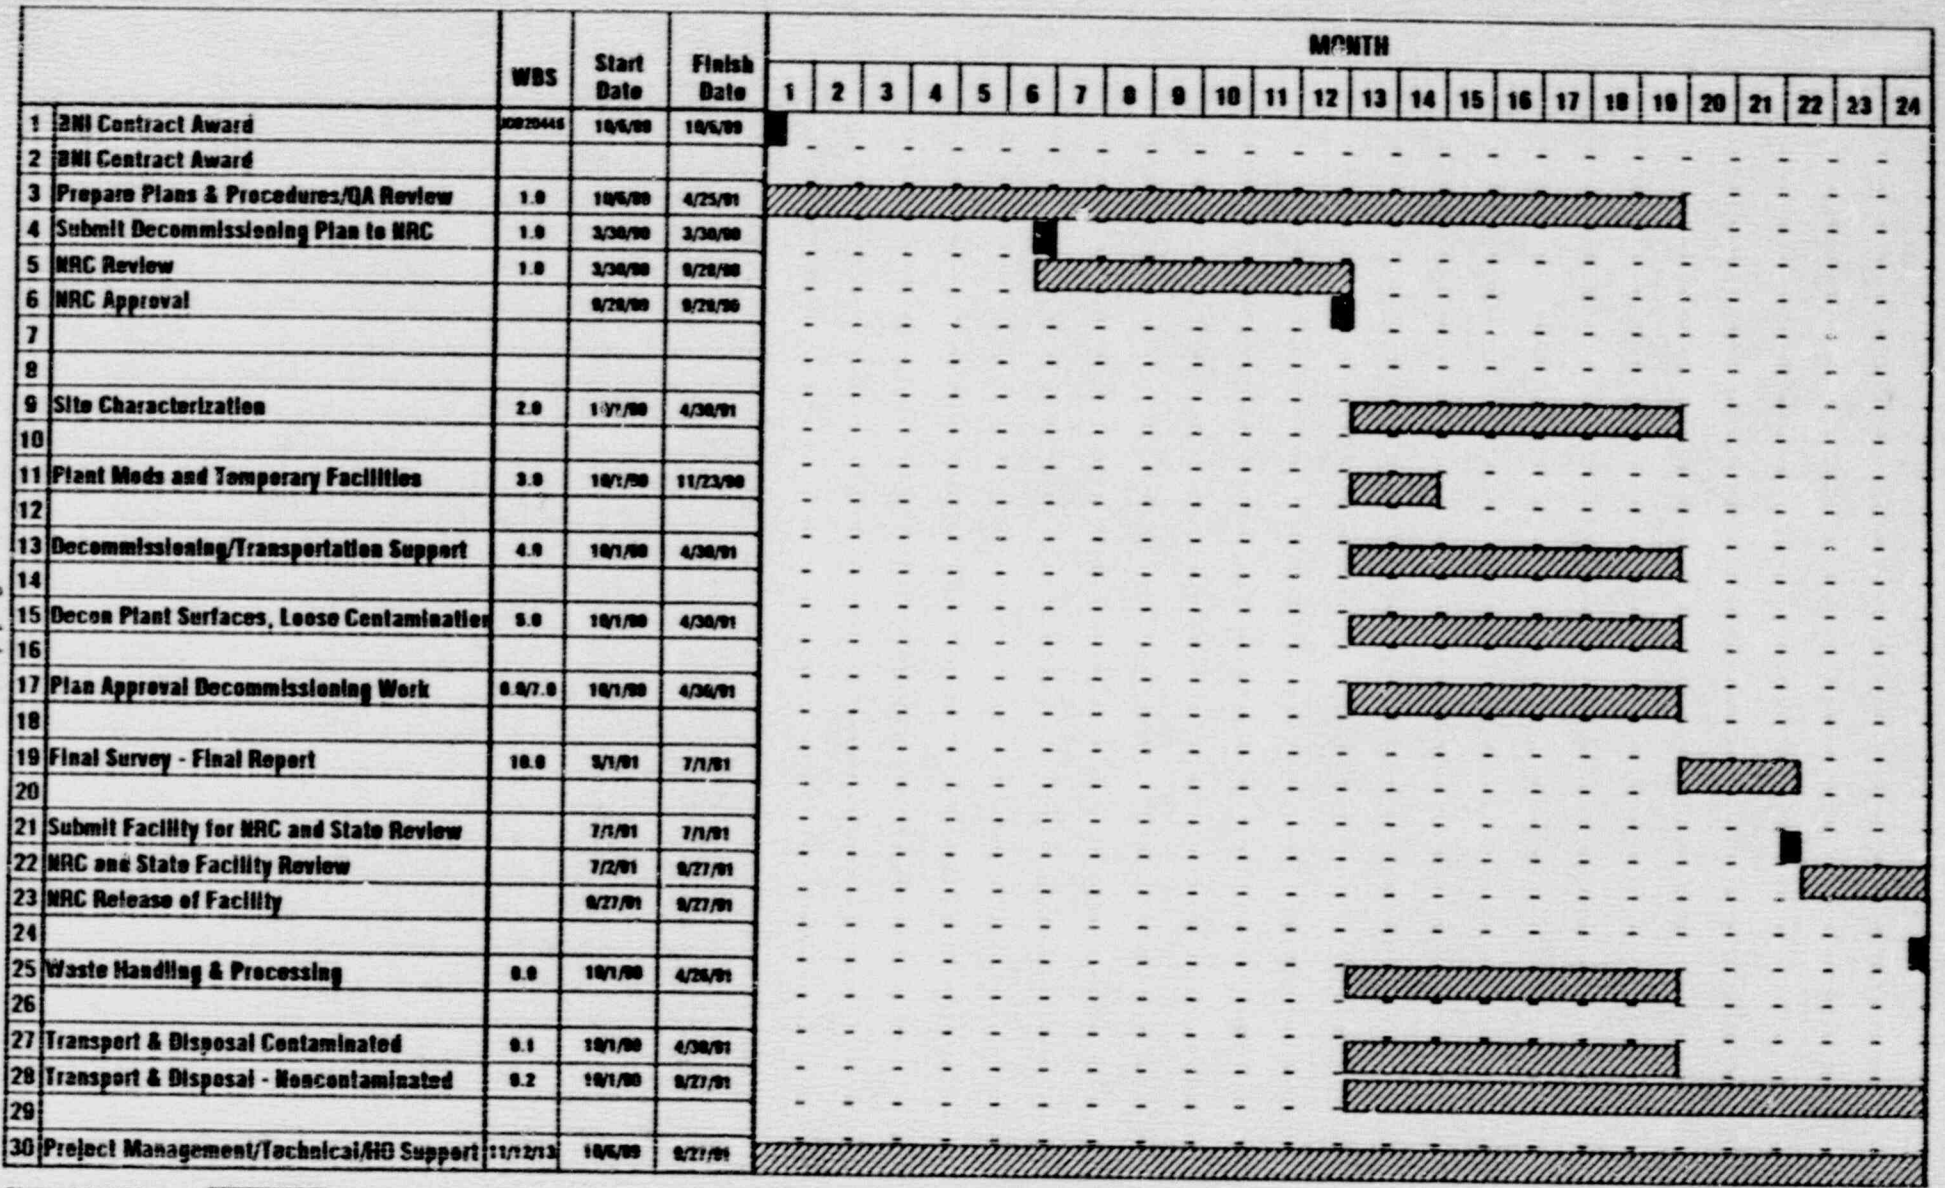 MONTH
WBS Start Date Finish Date 1 2 3 4 5 6 7 8 9 10 11 12 13 14 15 16 17 18 19 20 21 22 23 24
1 BNI Contract Award 10/6/89 10/6/89
2 BNI Contract Award
3 Prepare Plans & Procedures/QA Review 1.0 10/6/89 4/25/91
4 Submit Decommissioning Plan to NRC 1.0 3/30/90 3/30/90
5 NRC Review 1.0 3/30/90 9/28/90
6 NRC Approval 9/28/90
7
8
9 Site Characterization 2.0 4/30/91
10
11 Plant Mods and Temporary Facilities 3.0 10/1/90 11/23/90
12
13 Decommissioning/Transportation Support 4.0 10/1/90 4/30/91
14
15 Decon Plant Surfaces, Loose Contamination 5.0 10/1/90 4/30/91
16
17 Plan Approval Decommissioning Work 10/1/90 4/30/91
18
19 Final Survey - Final Report 10.0 5/1/91 7/1/91
20
21 Submit Facility for NRC and State Review 7/1/91 7/1/91
22 NRC and State Facility Review 7/2/91 9/27/91
23 NRC Release of Facility 9/27/91 9/27/91
24
25 Waste Handling & Processing 10/1/90 4/26/91
26
27 Transport & Disposal Contaminated 9.1 10/1/90 4/30/91
28 Transport & Disposal - Noncontaminated 9.2 10/1/90 9/27/91
29
30 Project Management/Technical/HO Support 11/12/13 10/6/89 9/27/91